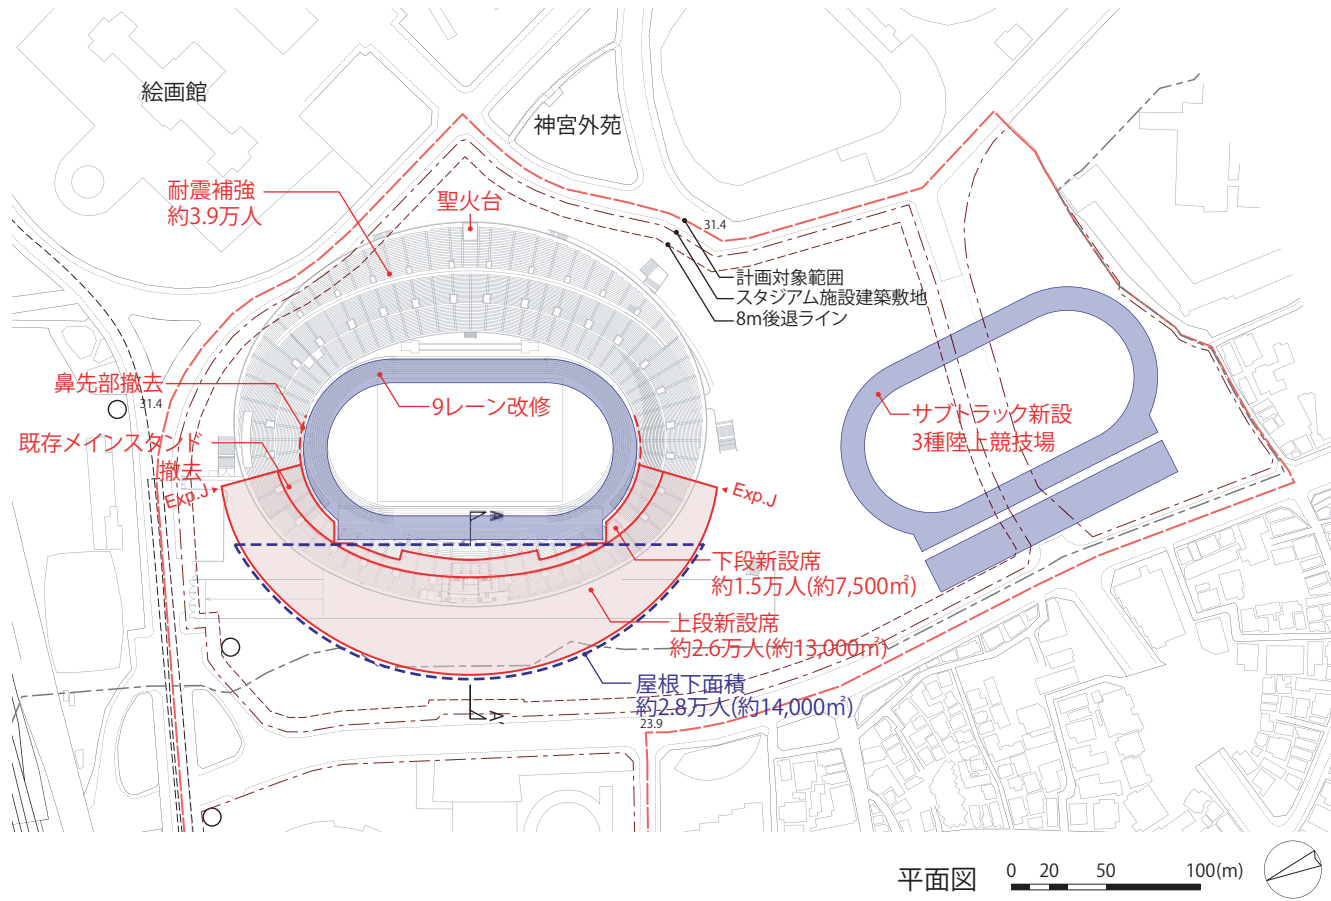 絵画館
神宮外苑
耐震補強
約3.9万人
聖火台
31.4
計画対象範囲
スタジアム施設建築敷地
8m後退ライン
鼻先部撤去
31.4
9レーン改修
サブトラック新設
3種陸上競技場
既存メインスタンド
撤去
Exp.J
Exp.J
A
下段新設席
約1.5万人(約7,500㎡)
上段新設席
約2.6万人(約13,000㎡)
屋根下面積
約2.8万人(約14,000㎡)
A'
23.9
平面図
0 20 50 100(m)